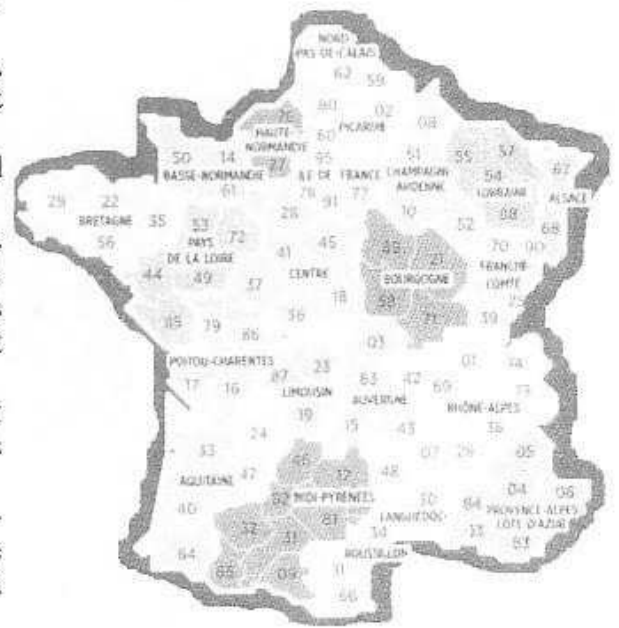 NORD
PAS-DE-CALAIS
62 59
80 02 08
76
HAUTE-
NORMANDIE
60 PICARDIE
50 14 27 95 51 55 57
BASSE-NORMANDIE ILE DE FRANCE CHAMPAGNE
ARDENNE
54
LORRAINE
67
ALSACE
61 78 91 77
88 68
29 22
BRETAGNE
35 53
56
PAYS
DE LA LOIRE
72 28 10 52
70 90
41 45
CENTRE
89 21
BOURGOGNE
FRANCHE-
COMTE
25
44 49 37 18 58 71 39
85 79 86 36 03
POITOU-CHARENTES
17 16 87 23
LIMOUSIN
63 42 69 01 74
AUVERGNE
73
RHÔNE-ALPES
19 15 43 38
24
33
AQUITAINE
47
46
48 07 26 05
40
82
MIDI-PYRENEES
32 31 81
30 84 04 06
PROVENCE-ALPES
COTE D'AZUR
LANGUEDOC-
34 13 83
ROUSSILLON
64 65 09 11
66